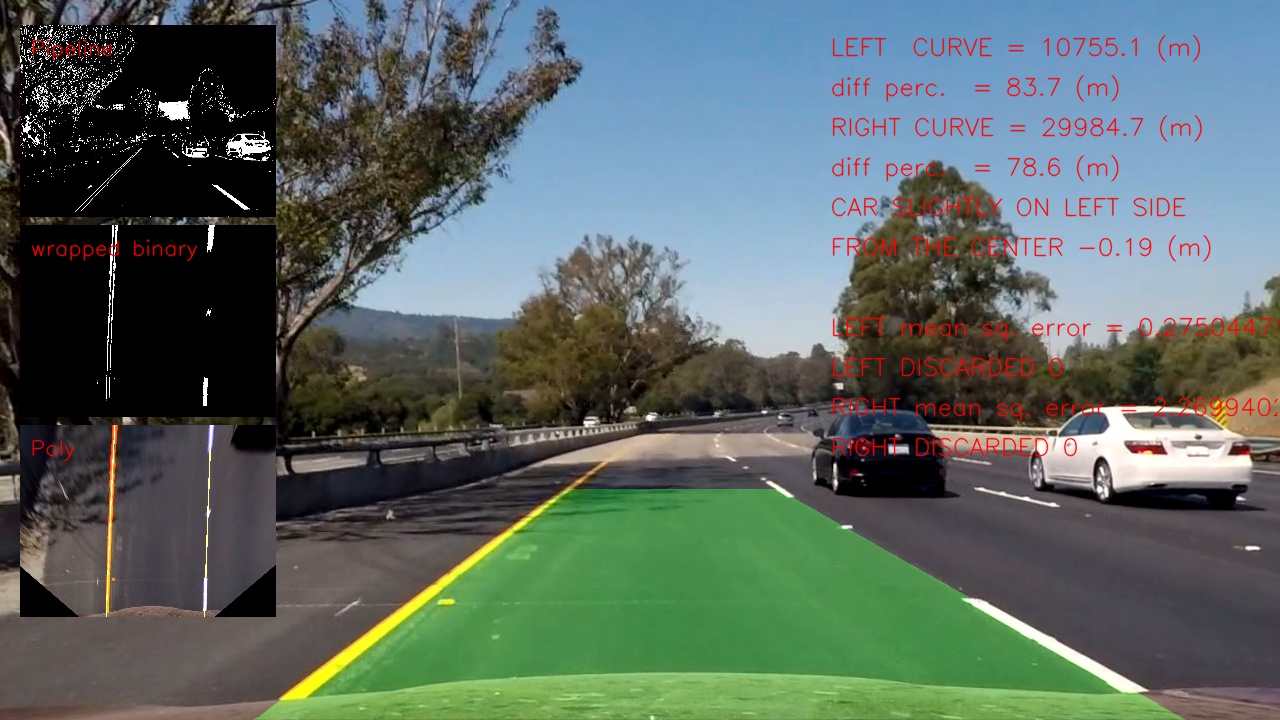 Pipeline
wrapped binary
Poly
LEFT CURVE = 10755.1 (m)
diff perc. = 83.7 (m)
RIGHT CURVE = 29984.7 (m)
diff perc. = 78.6 (m)
CAR SLIGHTLY ON LEFT SIDE
FROM THE CENTER -0.19 (m)
LEFT mean sq. error = 0.2750447
LEFT DISCARDED 0
RIGHT mean sq. error = 2.269940
RIGHT DISCARDED 0